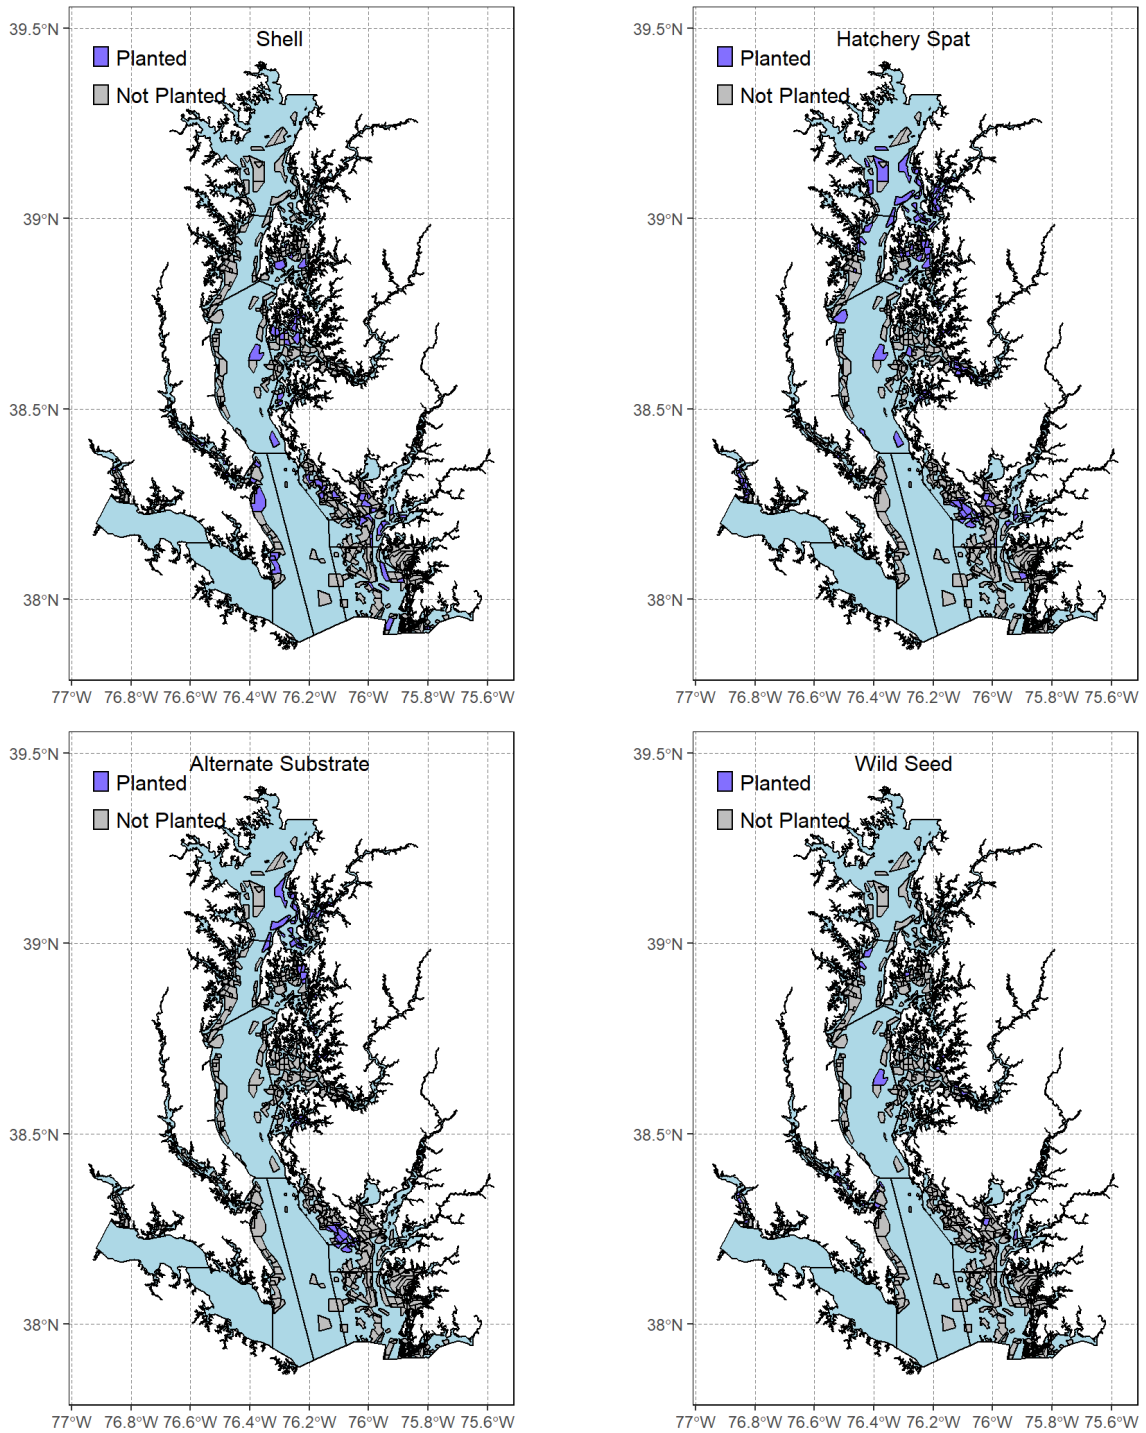 Shell
Planted
Not Planted
39.5°N
39°N
38.5°N
38°N
77°W 76.8°W 76.6°W 76.4°W 76.2°W 76°W 75.8°W 75.6°W
Hatchery Spat
Planted
Not Planted
39.5°N
39°N
38.5°N
38°N
77°W 76.8°W 76.6°W 76.4°W 76.2°W 76°W 75.8°W 75.6°W
Alternate Substrate
Planted
Not Planted
39.5°N
39°N
38.5°N
38°N
77°W 76.8°W 76.6°W 76.4°W 76.2°W 76°W 75.8°W 75.6°W
Wild Seed
Planted
Not Planted
39.5°N
39°N
38.5°N
38°N
77°W 76.8°W 76.6°W 76.4°W 76.2°W 76°W 75.8°W 75.6°W